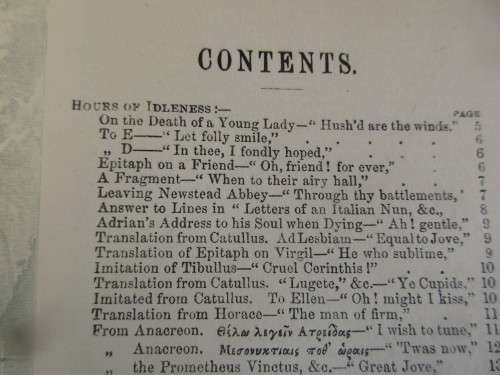 CONTENTS.
HOURS OF IDLENESS:—
PAGE
On the Death of a Young Lady—“Hush'd are the winds." 5
To E——“Let folly smile,” . . . . . 6
„ D——“In thee, I fondly hoped,” . . . 6
Epitaph on a Friend—“Oh, friend! for ever,” . 6
A Fragment—“When to their airy hall,” . . 7
Leaving Newstead Abbey—“Through thy battlements,' 7
Answer to Lines in “Letters of an Italian Nun, &c., 8
Adrian's Address to his Soul when Dying—“Ah! gentle,” 9
Translation from Catullus. Ad Lesbiam—“Equal to Jove,” 9
Translation of Epitaph on Virgil—“He who sublime,” 9
Imitation of Tibullus—“Cruel Cerinthis!” . . 10
Translation from Catullus. “Lugete,” &c.—“Ye Cupids,” 10
Imitated from Catullus. To Ellen—“Oh! might I kiss,” 10
Translation from Horace—“The man of firm,” . 11
From Anacreon. Θέλω λεγεῖν Ατρείδας—“I wish to tune,” 11
„ Anacreon. Μεσονυκτίαις ποθ' ὥραις—“'Twas now,” 12
„ the Prometheus Vinctus, &c.—“Great Jove, 13